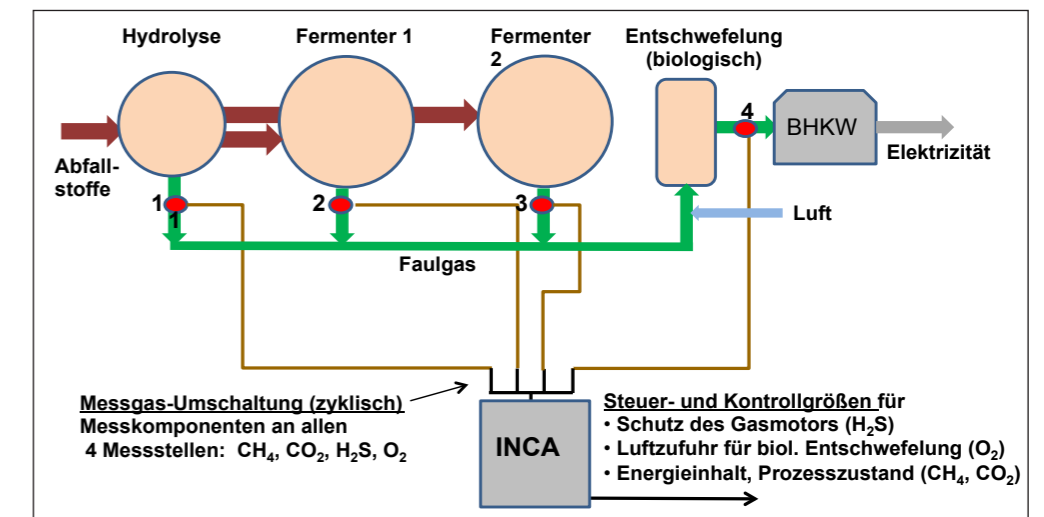 Hydrolyse
Fermenter 1
Fermenter
2
Entschwefelung
(biologisch)
4
BHKW
Elektrizität
Abfall-
stoffe
1
1
2
3
Luft
Faulgas
Messgas-Umschaltung (zyklisch)
Messkomponenten an allen
4 Messstellen: CH₄, CO₂, H₂S, O₂
INCA
Steuer- und Kontrollgrößen für
• Schutz des Gasmotors (H₂S)
• Luftzufuhr für biol. Entschwefelung (O₂)
• Energieinhalt, Prozesszustand (CH₄, CO₂)